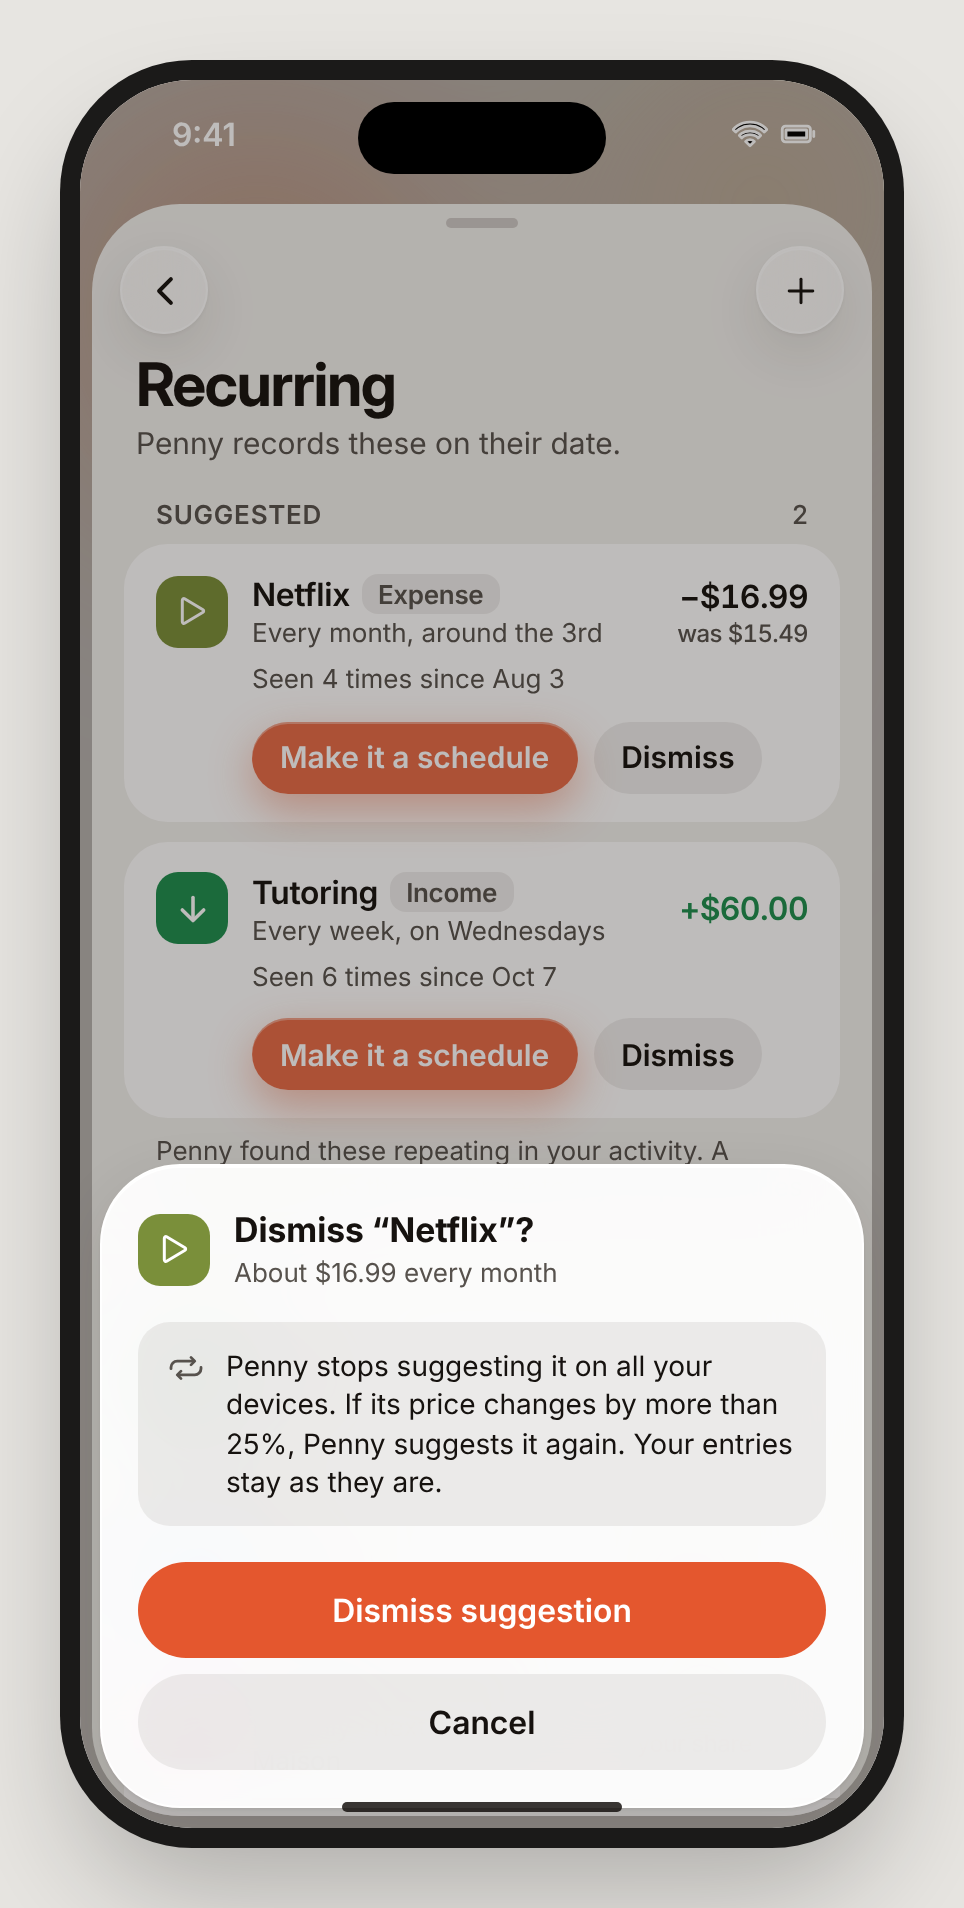 9:41
Recurring
Penny records these on their date.
SUGGESTED 2
Netflix Expense −$16.99
Every month, around the 3rd was $15.49
Seen 4 times since Aug 3
Make it a schedule Dismiss
Tutoring Income +$60.00
Every week, on Wednesdays
Seen 6 times since Oct 7
Make it a schedule Dismiss
Penny found these repeating in your activity. A
Dismiss “Netflix”?
About $16.99 every month
Penny stops suggesting it on all your
devices. If its price changes by more than
25%, Penny suggests it again. Your entries
stay as they are.
Dismiss suggestion
Cancel